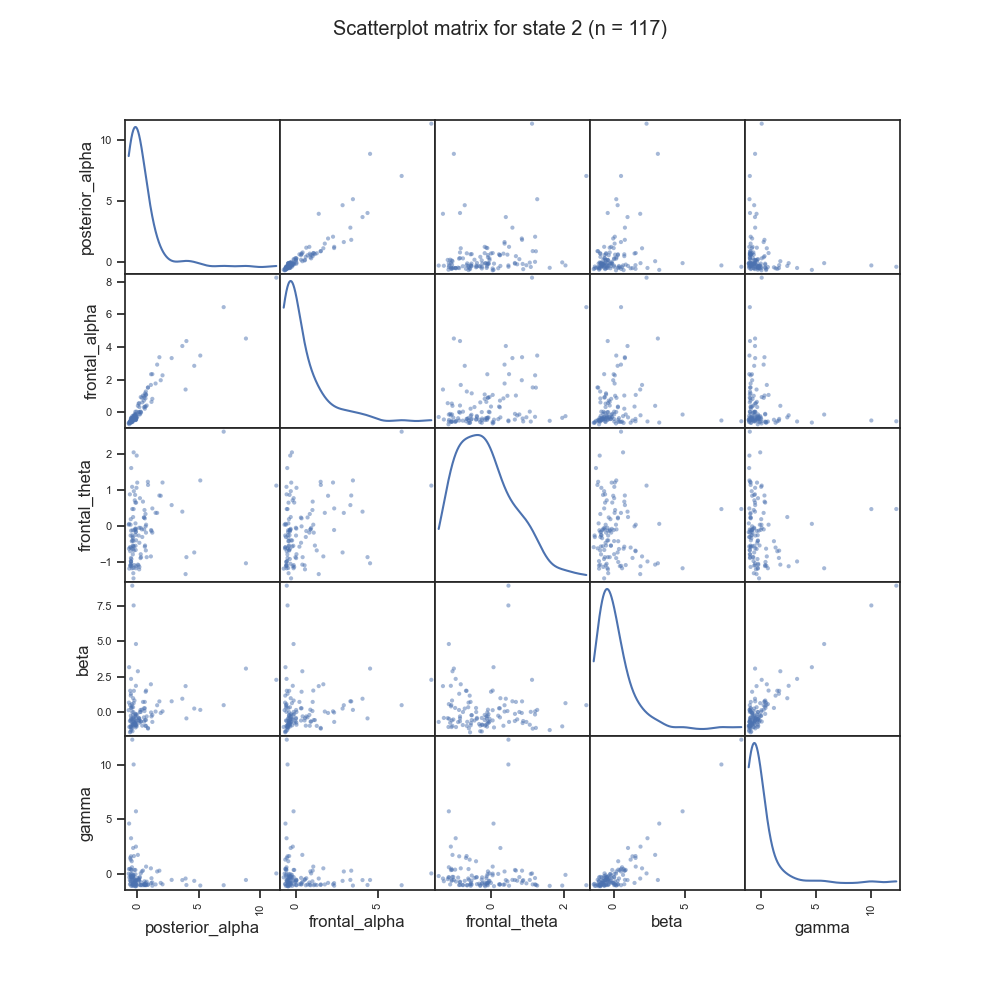 Scatterplot matrix for state 2 (n = 117)
posterior_alpha
10
5
0
frontal_alpha
8
6
4
2
0
frontal_theta
2
1
0
−1
beta
7.5
5.0
2.5
0.0
gamma
10
5
0
0 5 10 0 5 0 2 0 5 0 5 10
posterior_alpha frontal_alpha frontal_theta beta gamma